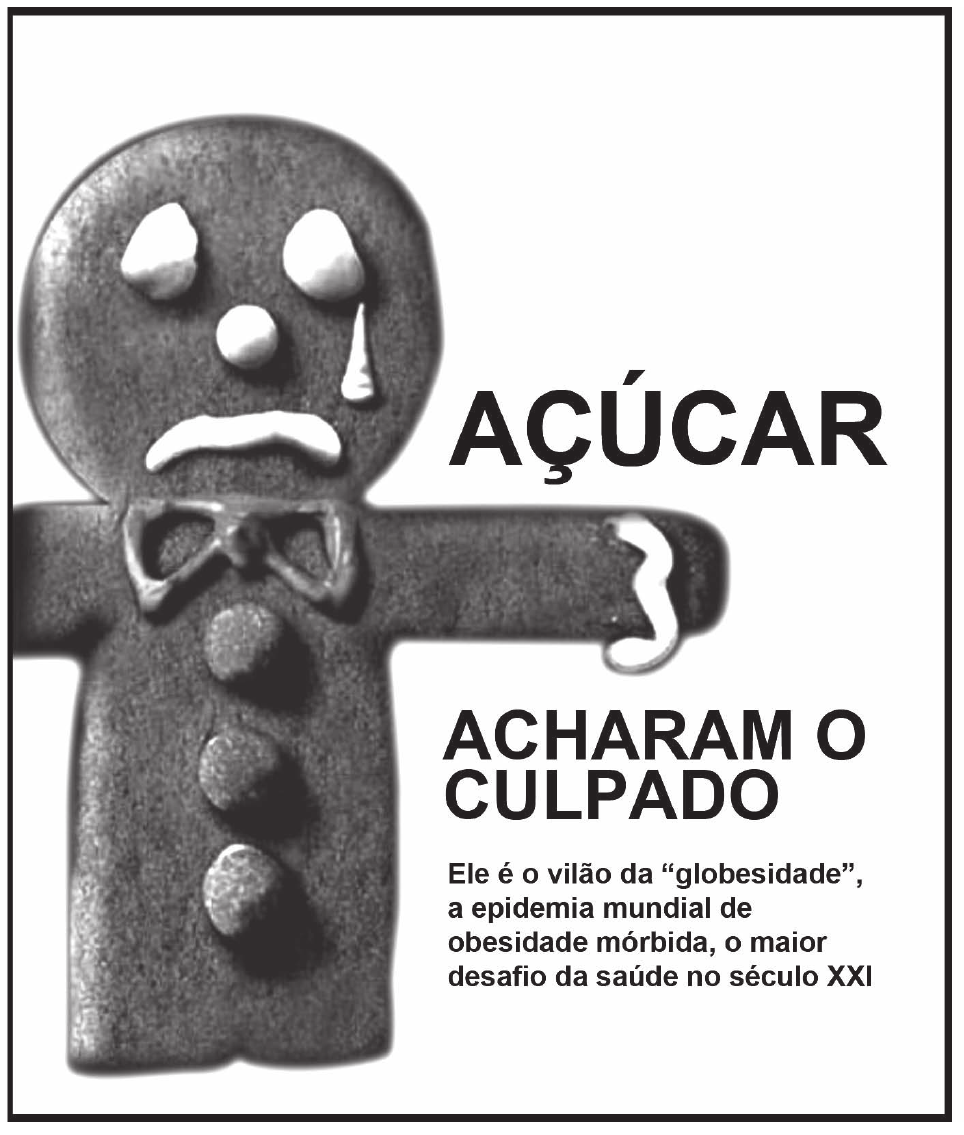 AÇÚCAR
ACHARAM O
CULPADO
Ele é o vilão da “globesidade”,
a epidemia mundial de
obesidade mórbida, o maior
desafio da saúde no século XXI